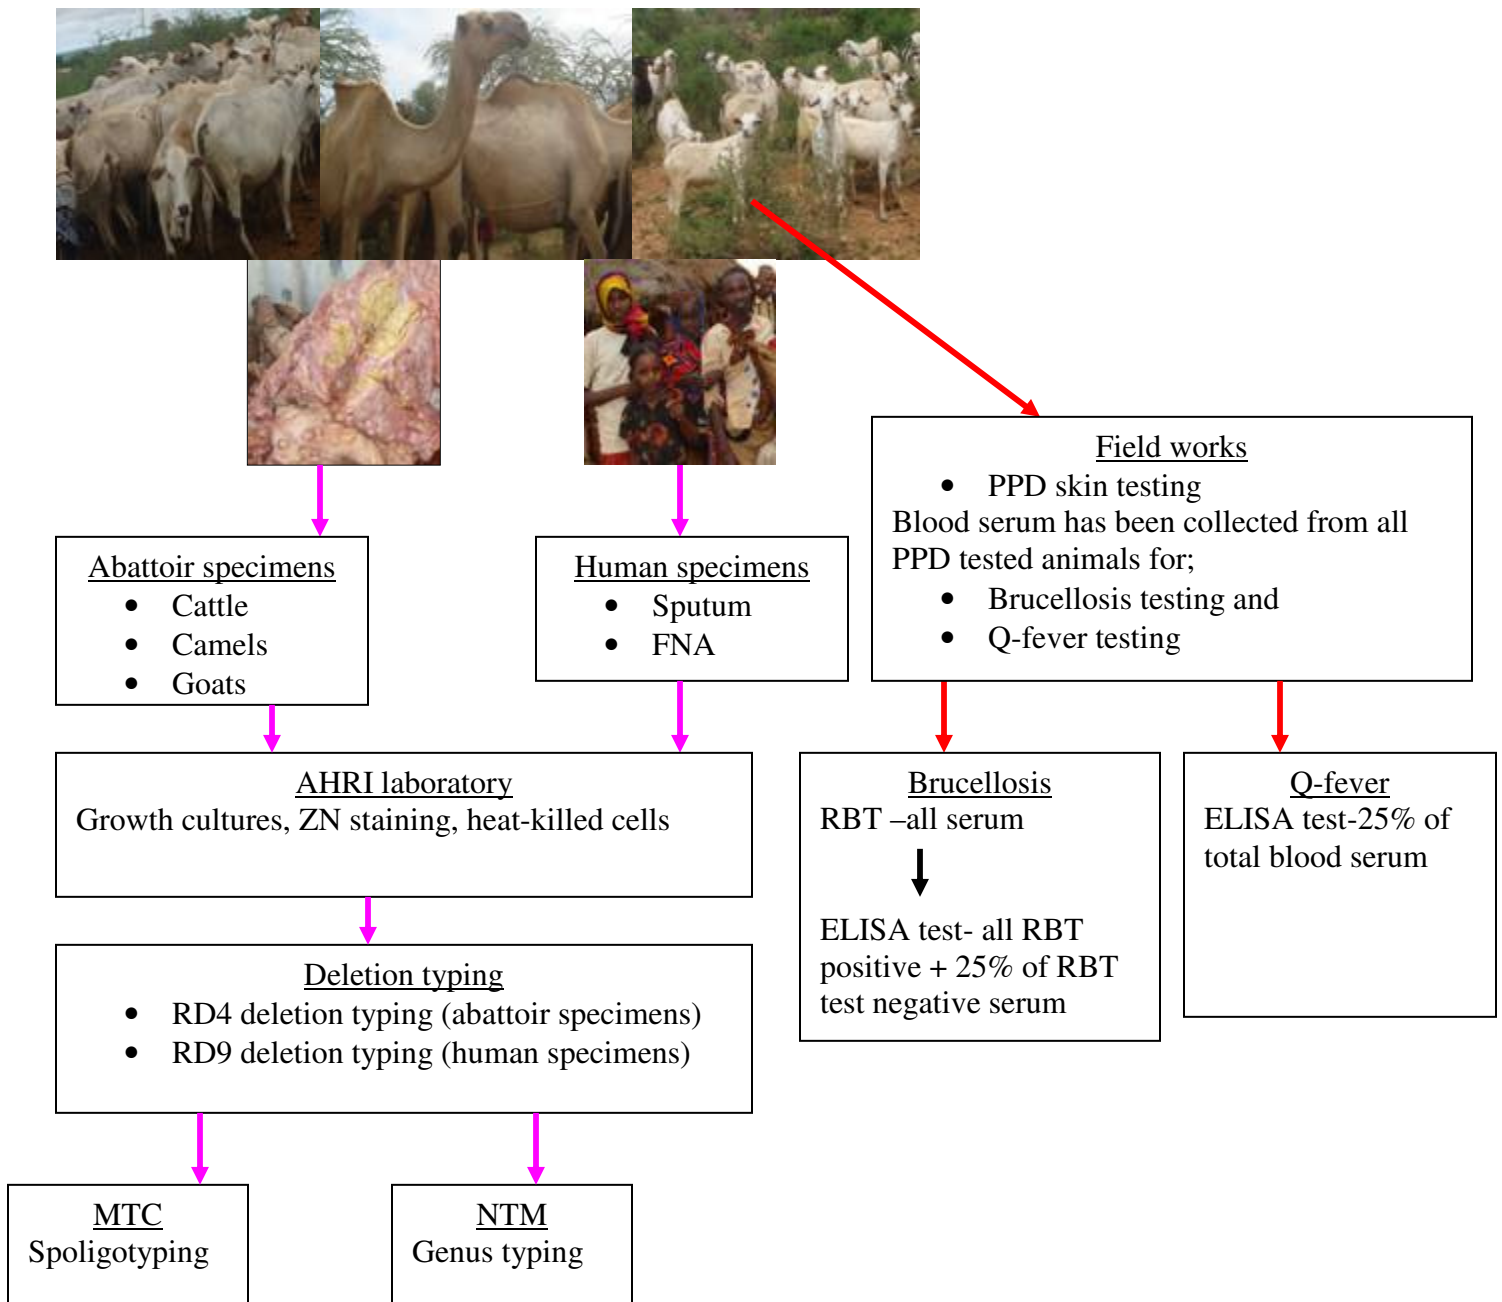 Field works
• PPD skin testing
Blood serum has been collected from all
PPD tested animals for;
• Brucellosis testing and
• Q-fever testing
Abattoir specimens
• Cattle
• Camels
• Goats
Human specimens
• Sputum
• FNA
AHRI laboratory
Growth cultures, ZN staining, heat-killed cells
Brucellosis
RBT –all serum
ELISA test- all RBT
positive + 25% of RBT
test negative serum
Q-fever
ELISA test-25% of
total blood serum
Deletion typing
• RD4 deletion typing (abattoir specimens)
• RD9 deletion typing (human specimens)
MTC
Spoligotyping
NTM
Genus typing